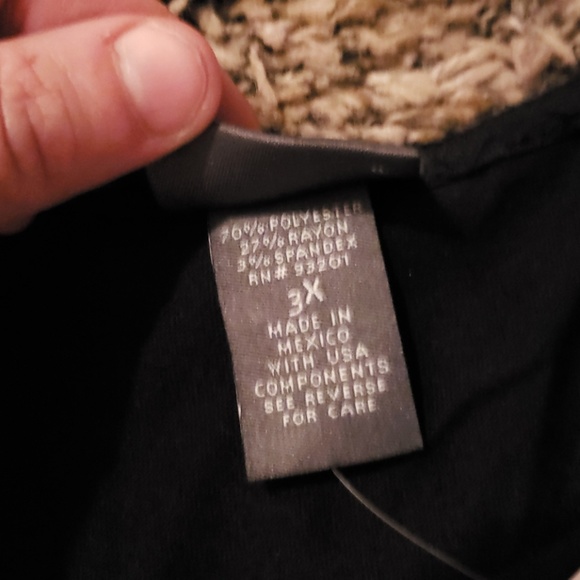 70% POLYESTER
27% RAYON
3% SPANDEX
RN# 93201
3X
MADE IN
MEXICO
WITH USA
COMPONENTS
SEE REVERSE
FOR CARE